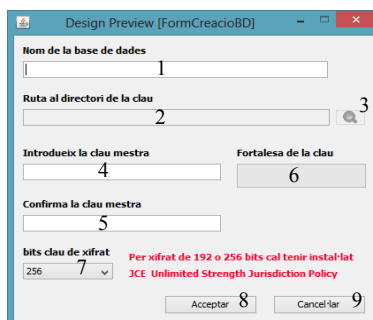 Design Preview [FormCreacioBD]
Nom de la base de dades
1
Ruta al directori de la clau
2
3
Introdueix la clau mestra
Fortalesa de la clau
4
6
Confirma la clau mestra
5
bits clau de xifrat
256
7
Per xifrat de 192 o 256 bits cal tenir instal·lat
JCE Unlimited Strength Jurisdiction Policy
Acceptar 8
Cancel·lar 9